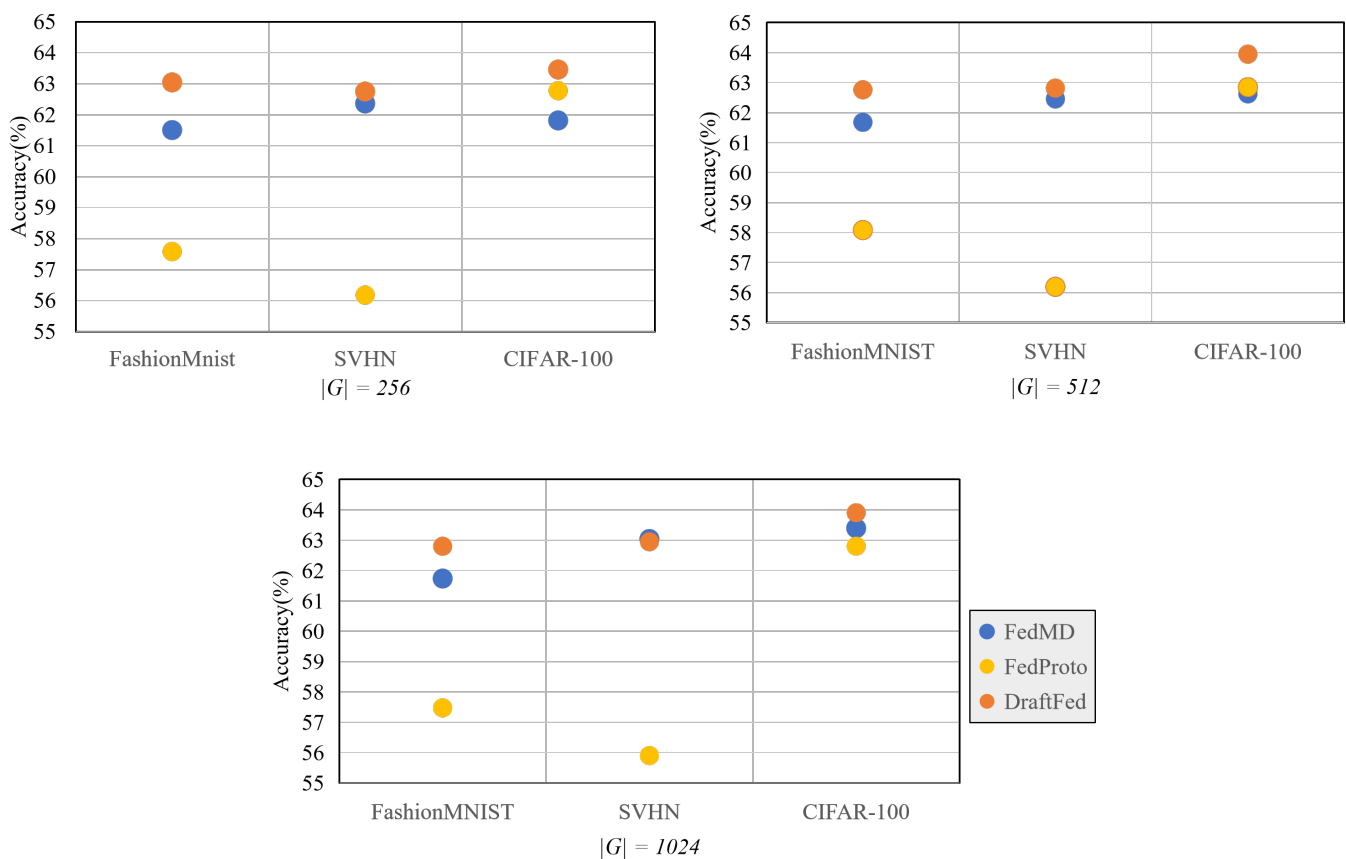 65
64
63
62
61
60
59
58
57
56
55
Accuracy(%)
FashionMnist SVHN CIFAR-100
|G| = 256
65
64
63
62
61
60
59
58
57
56
55
Accuracy(%)
FashionMNIST SVHN CIFAR-100
|G| = 512
65
64
63
62
61
60
59
58
57
56
55
Accuracy(%)
FashionMNIST SVHN CIFAR-100
|G| = 1024
FedMD
FedProto
DraftFed